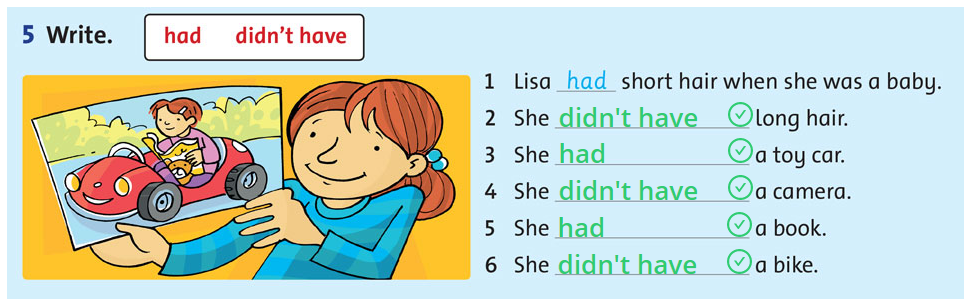 5 Write.
had didn't have
1 Lisa had short hair when she was a baby.
2 She didn't have long hair.
3 She had a toy car.
4 She didn't have a camera.
5 She had a book.
6 She didn't have a bike.